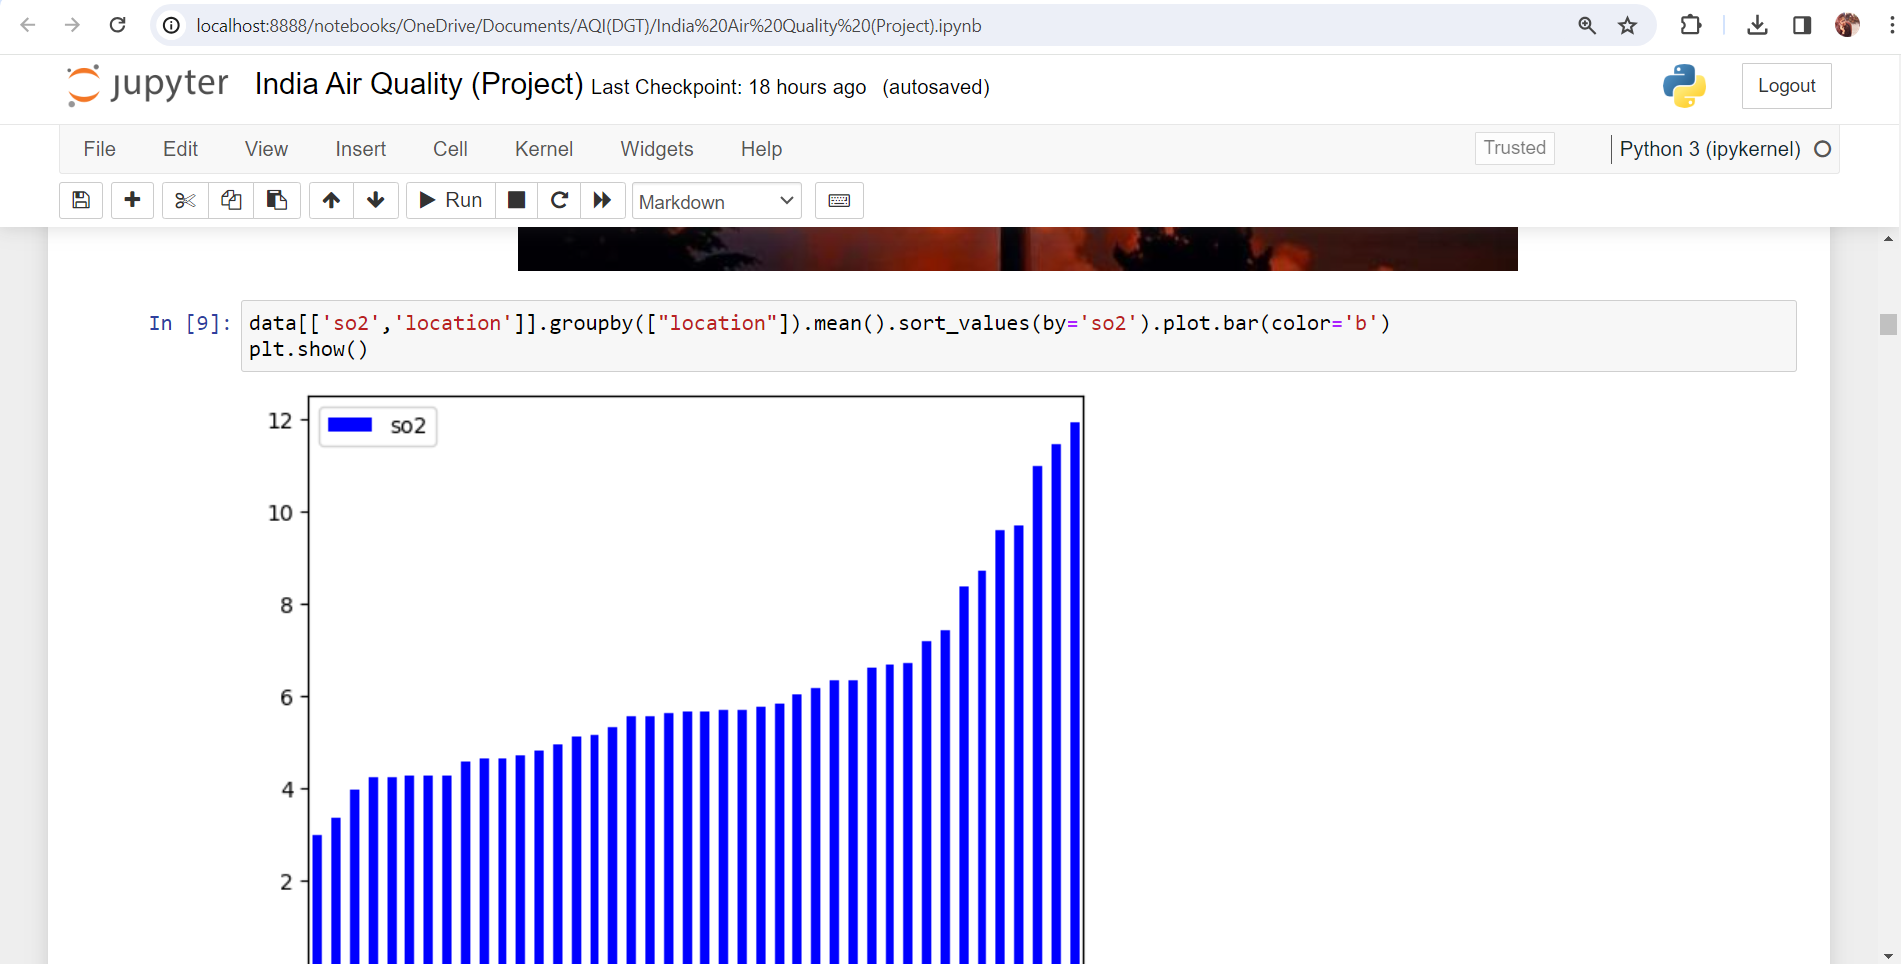 localhost:8888/notebooks/OneDrive/Documents/AQI(DGT)/India%20Air%20Quality%20(Project).ipynb
jupyter India Air Quality (Project) Last Checkpoint: 18 hours ago (autosaved) Logout
File Edit View Insert Cell Kernel Widgets Help Trusted Python 3 (ipykernel)
Run Markdown
In [9]: data[['so2','location']].groupby(["location"]).mean().sort_values(by='so2').plot.bar(color='b')
plt.show()
12 so2
10
8
6
4
2